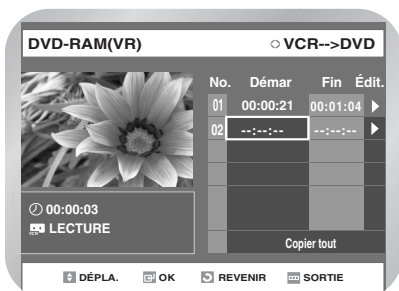 DVD-RAM(VR) VCR-->DVD
No. Démar Fin Édit.
01 00:00:21 00:01:04
02 --:--:-- --:--:--
00:00:03
VCR LECTURE
Copier tout
DÉPLA. OK REVENIR SORTIE